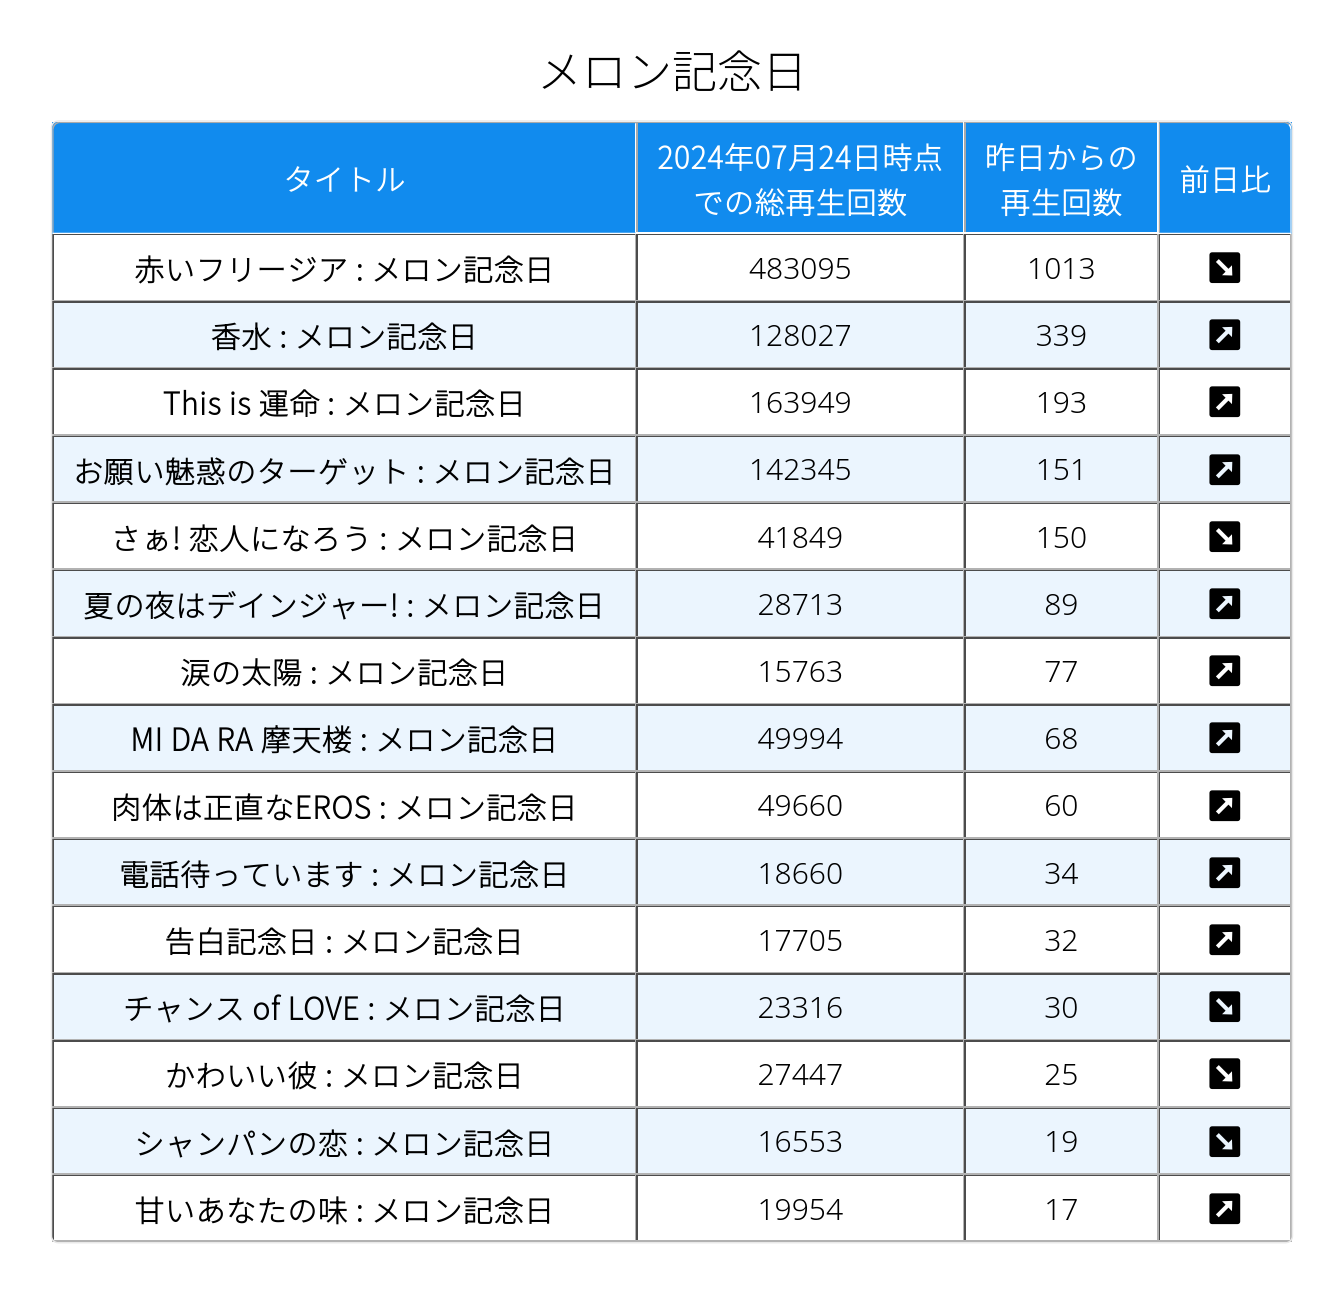 メロン記念日
タイトル
2024年07月24日時点
での総再生回数
昨日からの
再生回数
前日比
赤いフリージア : メロン記念日 483095 1013 ↘
香水 : メロン記念日 128027 339 ↗
This is 運命 : メロン記念日 163949 193 ↗
お願い魅惑のターゲット : メロン記念日 142345 151 ↗
さぁ! 恋人になろう : メロン記念日 41849 150 ↘
夏の夜はデインジャー! : メロン記念日 28713 89 ↗
涙の太陽 : メロン記念日 15763 77 ↗
MI DA RA 摩天楼 : メロン記念日 49994 68 ↗
肉体は正直なEROS : メロン記念日 49660 60 ↗
電話待っています : メロン記念日 18660 34 ↗
告白記念日 : メロン記念日 17705 32 ↗
チャンス of LOVE : メロン記念日 23316 30 ↘
かわいい彼 : メロン記念日 27447 25 ↘
シャンパンの恋 : メロン記念日 16553 19 ↘
甘いあなたの味 : メロン記念日 19954 17 ↗